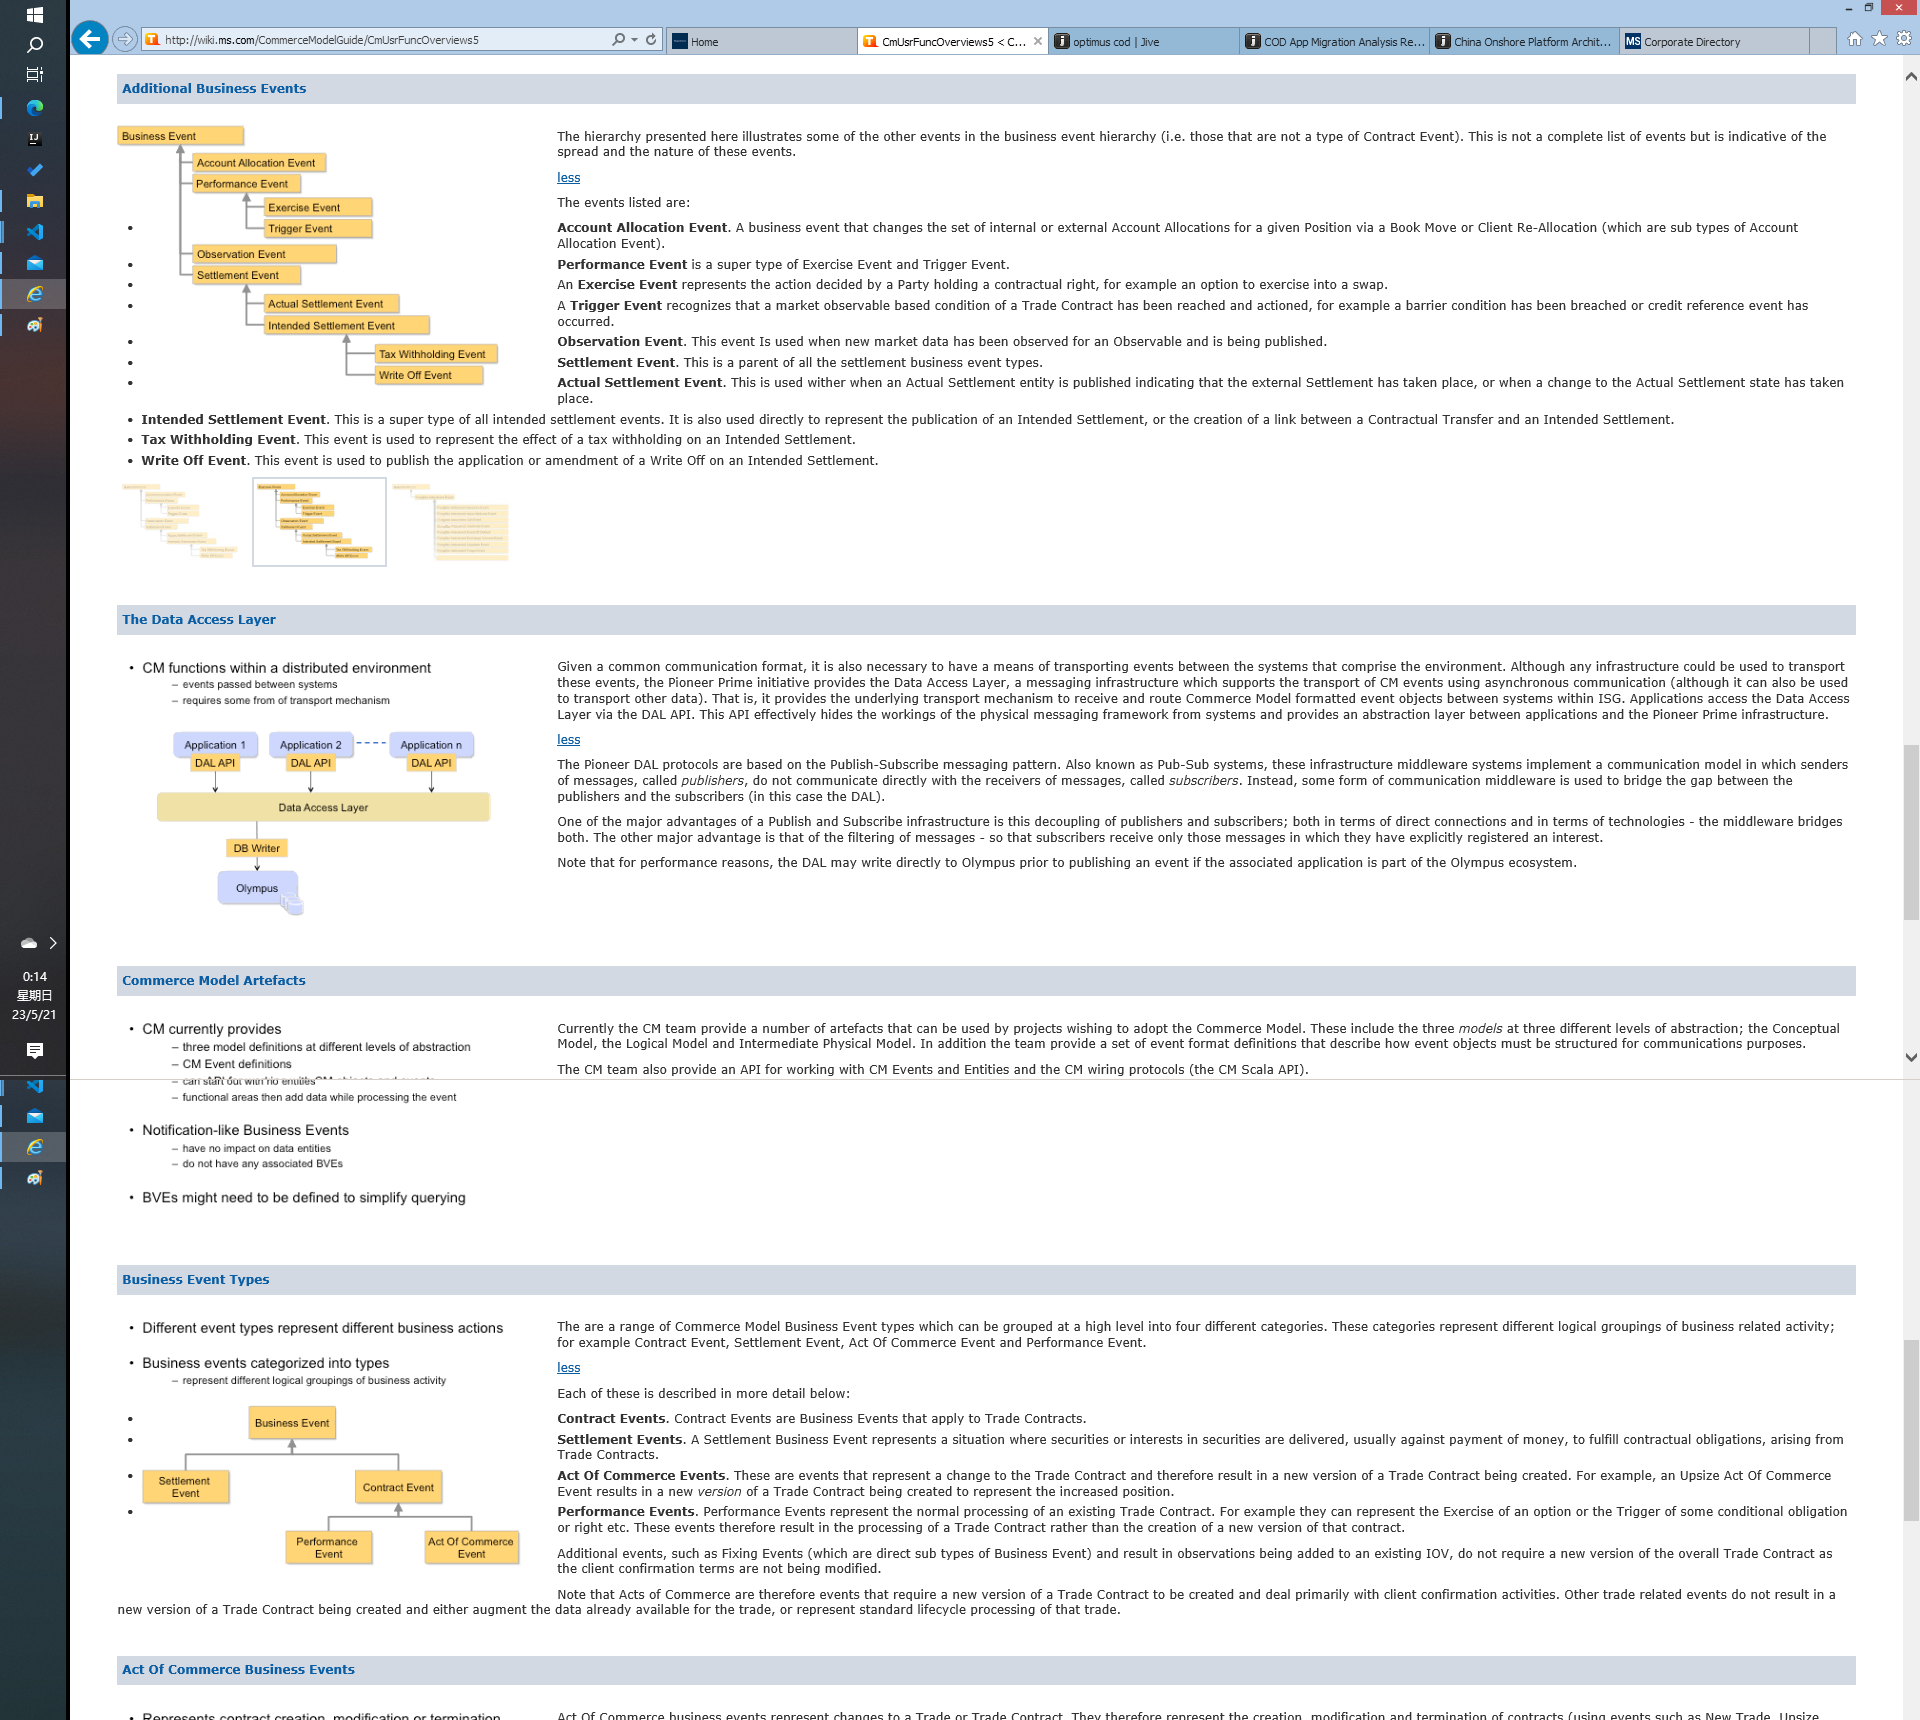 http://wiki.ms.com/CommerceModelGuide/CmUsrFuncOverviews5
Home
CmUsrFuncOverviews5 < C...
optimus cod | Jive
COD App Migration Analysis Re...
China Onshore Platform Archit...
MS Corporate Directory
Additional Business Events
Business Event
Account Allocation Event
Performance Event
Exercise Event
Trigger Event
Observation Event
Settlement Event
Actual Settlement Event
Intended Settlement Event
Tax Withholding Event
Write Off Event
The hierarchy presented here illustrates some of the other events in the business event hierarchy (i.e. those that are not a type of Contract Event). This is not a complete list of events but is indicative of the
spread and the nature of these events.
less
The events listed are:
Account Allocation Event. A business event that changes the set of internal or external Account Allocations for a given Position via a Book Move or Client Re-Allocation (which are sub types of Account
Allocation Event).
Performance Event is a super type of Exercise Event and Trigger Event.
An Exercise Event represents the action decided by a Party holding a contractual right, for example an option to exercise into a swap.
A Trigger Event recognizes that a market observable based condition of a Trade Contract has been reached and actioned, for example a barrier condition has been breached or credit reference event has
occurred.
Observation Event. This event Is used when new market data has been observed for an Observable and is being published.
Settlement Event. This is a parent of all the settlement business event types.
Actual Settlement Event. This is used wither when an Actual Settlement entity is published indicating that the external Settlement has taken place, or when a change to the Actual Settlement state has taken
place.
• Intended Settlement Event. This is a super type of all intended settlement events. It is also used directly to represent the publication of an Intended Settlement, or the creation of a link between a Contractual Transfer and an Intended Settlement.
• Tax Withholding Event. This event is used to represent the effect of a tax withholding on an Intended Settlement.
• Write Off Event. This event is used to publish the application or amendment of a Write Off on an Intended Settlement.
The Data Access Layer
• CM functions within a distributed environment
– events passed between systems
– requires some from of transport mechanism
Application 1
Application 2
Application n
DAL API
DAL API
DAL API
Data Access Layer
DB Writer
Olympus
Given a common communication format, it is also necessary to have a means of transporting events between the systems that comprise the environment. Although any infrastructure could be used to transport
these events, the Pioneer Prime initiative provides the Data Access Layer, a messaging infrastructure which supports the transport of CM events using asynchronous communication (although it can also be used
to transport other data). That is, it provides the underlying transport mechanism to receive and route Commerce Model formatted event objects between systems within ISG. Applications access the Data Access
Layer via the DAL API. This API effectively hides the workings of the physical messaging framework from systems and provides an abstraction layer between applications and the Pioneer Prime infrastructure.
less
The Pioneer DAL protocols are based on the Publish-Subscribe messaging pattern. Also known as Pub-Sub systems, these infrastructure middleware systems implement a communication model in which senders
of messages, called publishers, do not communicate directly with the receivers of messages, called subscribers. Instead, some form of communication middleware is used to bridge the gap between the
publishers and the subscribers (in this case the DAL).
One of the major advantages of a Publish and Subscribe infrastructure is this decoupling of publishers and subscribers; both in terms of direct connections and in terms of technologies - the middleware bridges
both. The other major advantage is that of the filtering of messages - so that subscribers receive only those messages in which they have explicitly registered an interest.
Note that for performance reasons, the DAL may write directly to Olympus prior to publishing an event if the associated application is part of the Olympus ecosystem.
0:14
星期日
23/5/21
Commerce Model Artefacts
• CM currently provides
– three model definitions at different levels of abstraction
– CM Event definitions
Currently the CM team provide a number of artefacts that can be used by projects wishing to adopt the Commerce Model. These include the three models at three different levels of abstraction; the Conceptual
Model, the Logical Model and Intermediate Physical Model. In addition the team provide a set of event format definitions that describe how event objects must be structured for communications purposes.
The CM team also provide an API for working with CM Events and Entities and the CM wiring protocols (the CM Scala API).
– functional areas then add data while processing the event
• Notification-like Business Events
– have no impact on data entities
– do not have any associated BVEs
• BVEs might need to be defined to simplify querying
Business Event Types
• Different event types represent different business actions
• Business events categorized into types
– represent different logical groupings of business activity
Business Event
Settlement Event
Contract Event
Performance Event
Act Of Commerce Event
The are a range of Commerce Model Business Event types which can be grouped at a high level into four different categories. These categories represent different logical groupings of business related activity;
for example Contract Event, Settlement Event, Act Of Commerce Event and Performance Event.
less
Each of these is described in more detail below:
Contract Events. Contract Events are Business Events that apply to Trade Contracts.
Settlement Events. A Settlement Business Event represents a situation where securities or interests in securities are delivered, usually against payment of money, to fulfill contractual obligations, arising from
Trade Contracts.
Act Of Commerce Events. These are events that represent a change to the Trade Contract and therefore result in a new version of a Trade Contract being created. For example, an Upsize Act Of Commerce
Event results in a new version of a Trade Contract being created to represent the increased position.
Performance Events. Performance Events represent the normal processing of an existing Trade Contract. For example they can represent the Exercise of an option or the Trigger of some conditional obligation
or right etc. These events therefore result in the processing of a Trade Contract rather than the creation of a new version of that contract.
Additional events, such as Fixing Events (which are direct sub types of Business Event) and result in observations being added to an existing IOV, do not require a new version of the overall Trade Contract as
the client confirmation terms are not being modified.
Note that Acts of Commerce are therefore events that require a new version of a Trade Contract to be created and deal primarily with client confirmation activities. Other trade related events do not result in a
new version of a Trade Contract being created and either augment the data already available for the trade, or represent standard lifecycle processing of that trade.
Act Of Commerce Business Events
• Represents contract creation, modification or termination
Act Of Commerce business events represent changes to a Trade or Trade Contract. They therefore represent the creation, modification and termination of contracts (using events such as New Trade, Upsize